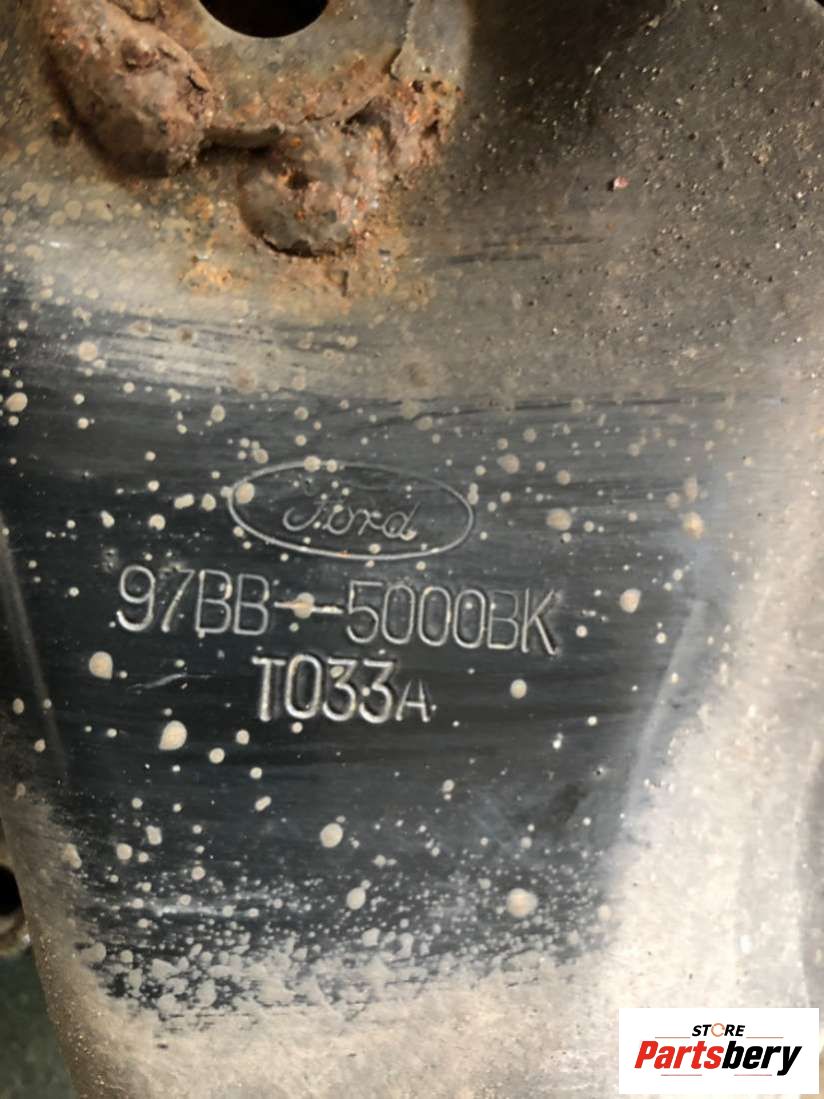 Ford
97BB-5000BK
T033A
STORE
Partsbery